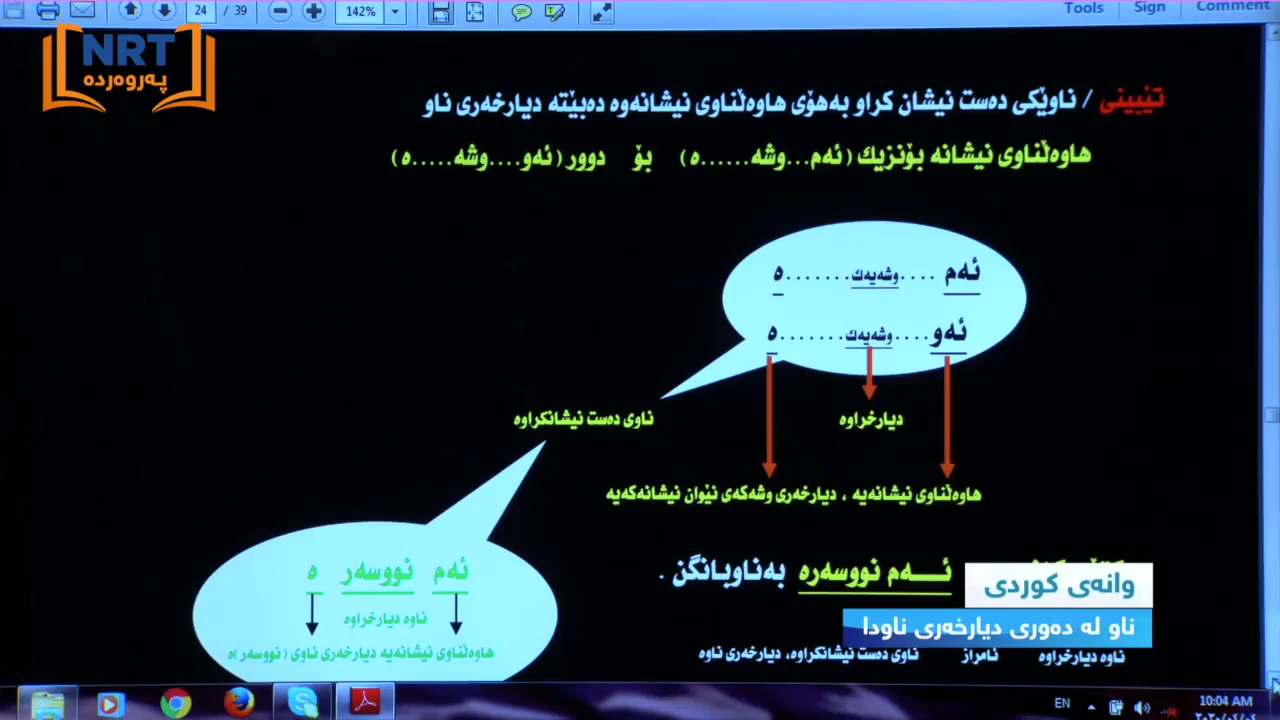 24 / 39 142% Tools Sign Comment
NRT
پەروەردە
تێبینی / ناوێکی دەست نیشان کراو بەهۆی هاوەڵناوی نیشانەوە دەبێتە دیارخەری ناو
هاوەڵناوی نیشانە بۆنزیك (ئەم...وشە......ە) بۆ دوور (ئەو....وشە.....ە)
ئەم ....وشەیەك.......ە
ئەو ....وشەیەك.......ە
دیارخراوە
ناوی دەست نیشانکراوە
هاوەڵناوی نیشانەیە ، دیارخەری وشەکەی نێوان نیشانەکەیە
ئـــەم نووسەرە بەناوبانگن .
ئەم نووسەر ە
ناوە دیارخراوە
هاوەڵناوی نیشانەیە دیارخەری ناوی (نووسەر)ە
وانەی کوردی
ناو لە دەوری دیارخەری ناودا
ناوە دیارخراوە ئامراز ناوی دەست نیشانکراوە، دیارخەری ناوە
EN 10:04 AM